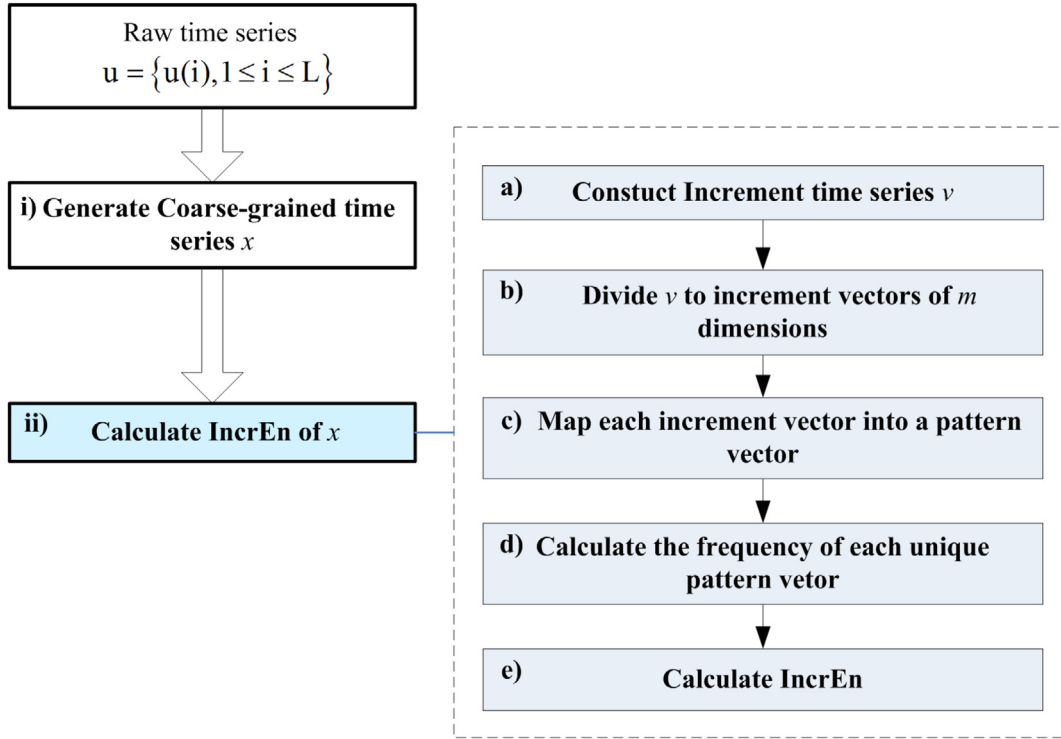 Raw time series
u = {u(i), 1 ≤ i ≤ L}
i) Generate Coarse-grained time
series x
ii) Calculate IncrEn of x
a) Constuct Increment time series v
b) Divide v to increment vectors of m
dimensions
c) Map each increment vector into a pattern
vector
d) Calculate the frequency of each unique
pattern vetor
e) Calculate IncrEn